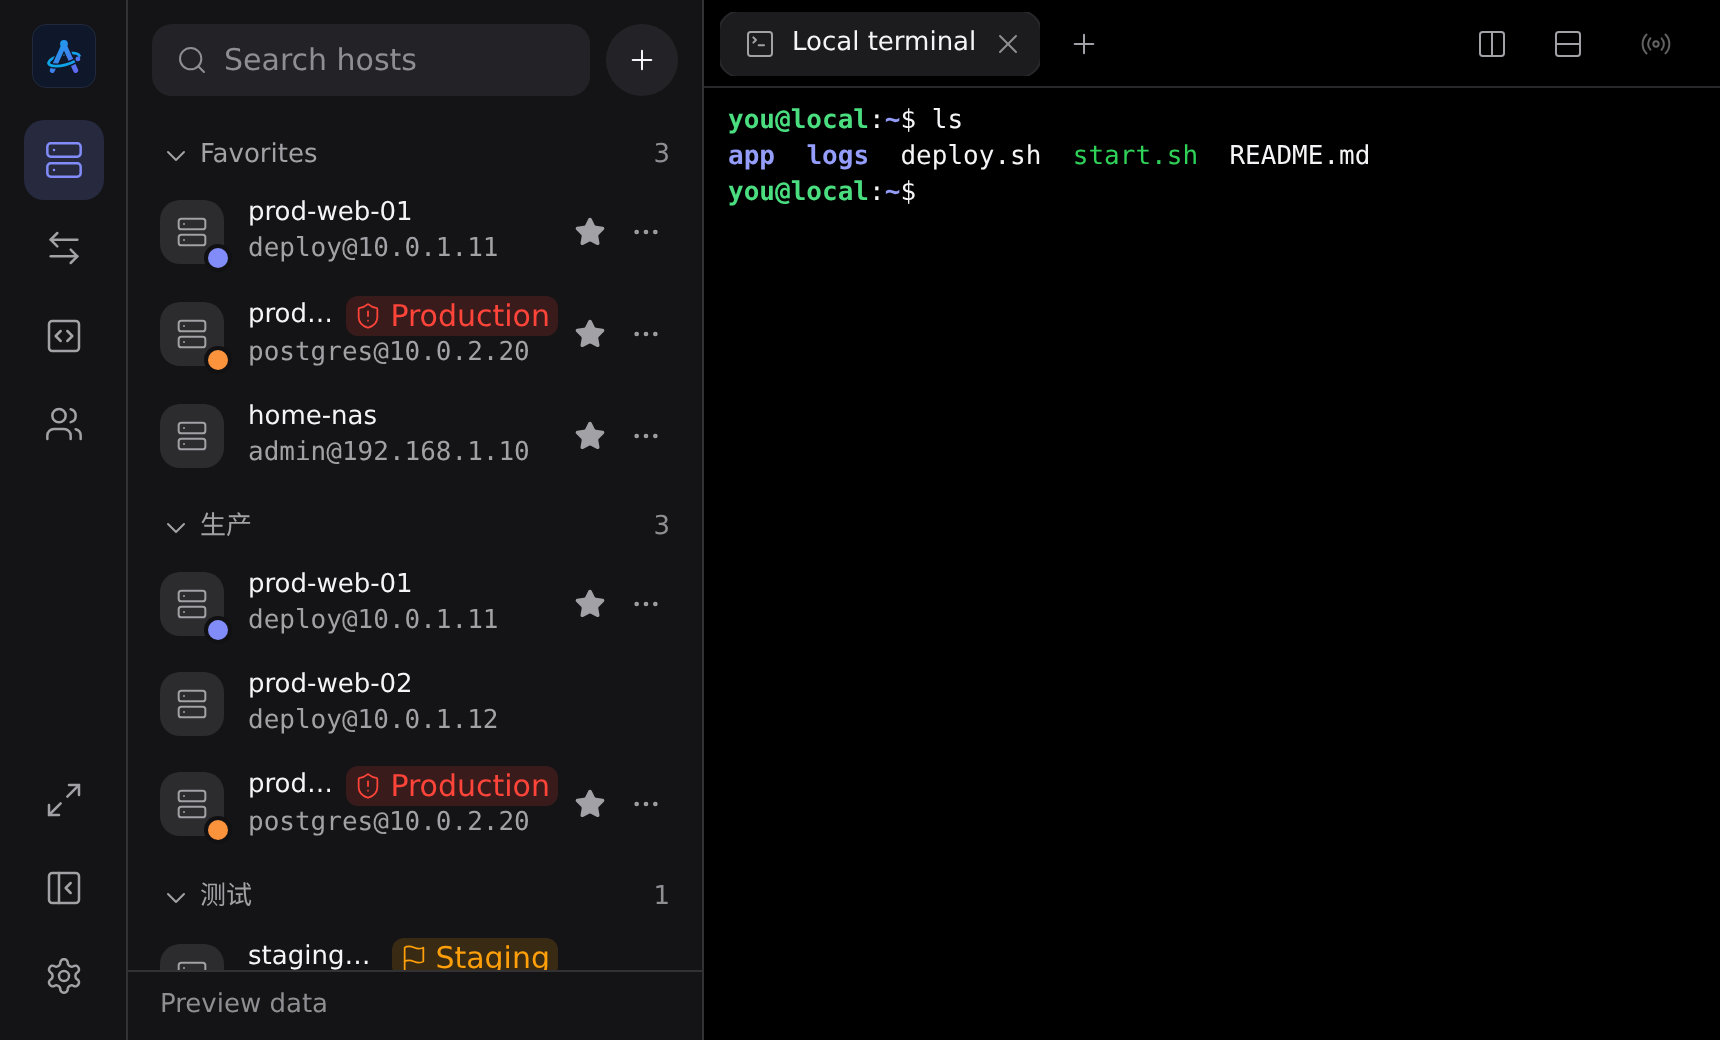 Search hosts
Favorites 3
prod-web-01
deploy@10.0.1.11
prod... Production
postgres@10.0.2.20
home-nas
admin@192.168.1.10
生产 3
prod-web-01
deploy@10.0.1.11
prod-web-02
deploy@10.0.1.12
prod... Production
postgres@10.0.2.20
测试 1
staging... Staging
Preview data
Local terminal
you@local:~$ ls
app logs deploy.sh start.sh README.md
you@local:~$